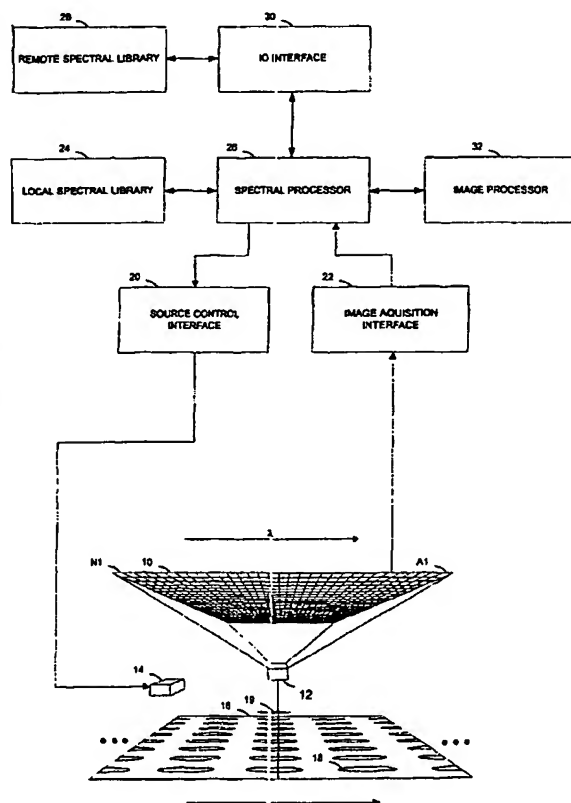 28
30
REMOTE SPECTRAL LIBRARY
IO INTERFACE
24
26
32
LOCAL SPECTRAL LIBRARY
SPECTRAL PROCESSOR
IMAGE PROCESSOR
20
22
SOURCE CONTROL
INTERFACE
IMAGE AQUISITION
INTERFACE
λ
N1
10
A1
14
12
16
19
18